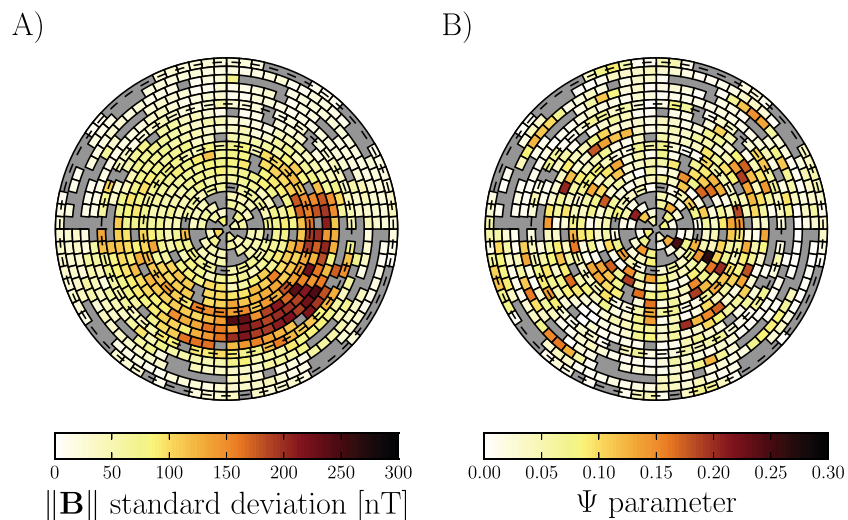 A)
B)
0 50 100 150 200 250 300
0.00 0.05 0.10 0.15 0.20 0.25 0.30
‖B‖ standard deviation [nT]
Ψ parameter